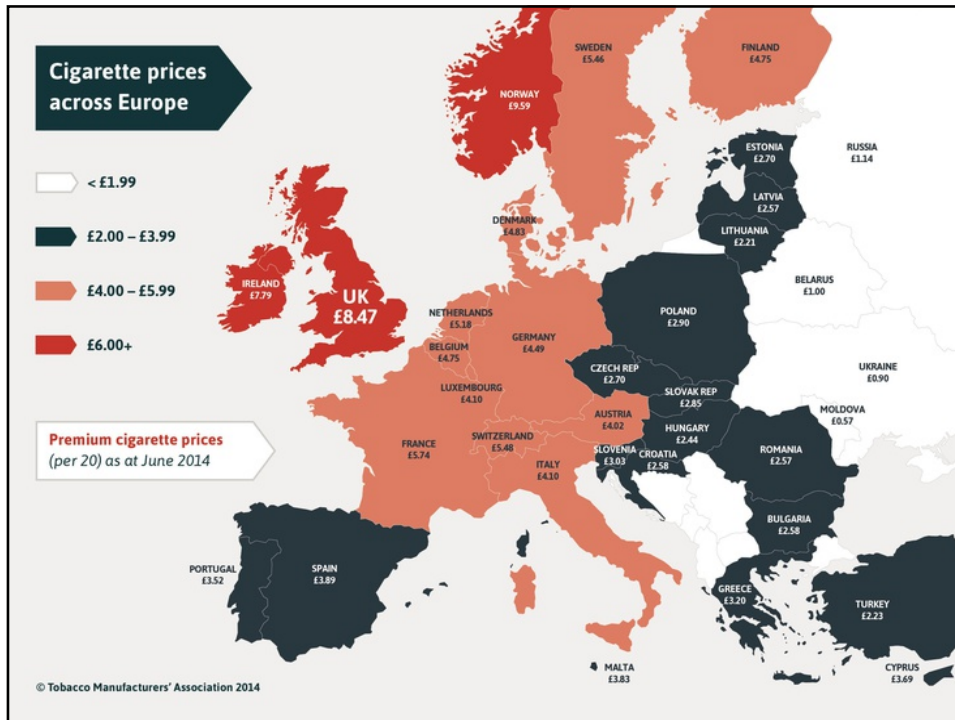 Cigarette prices
across Europe
< £1.99
£2.00 – £3.99
£4.00 – £5.99
£6.00+
Premium cigarette prices
(per 20) as at June 2014
NORWAY
£9.59
SWEDEN
£5.46
FINLAND
£4.75
ESTONIA
£2.70
RUSSIA
£1.14
LATVIA
£2.57
LITHUANIA
£2.21
DENMARK
£4.83
BELARUS
£1.00
IRELAND
£7.79
UK
£8.47
NETHERLANDS
£5.18
BELGIUM
£4.75
GERMANY
£4.49
POLAND
£2.90
LUXEMBOURG
£4.10
CZECH REP
£2.70
SLOVAK REP
£2.85
UKRAINE
£0.90
MOLDOVA
£0.57
FRANCE
£5.74
SWITZERLAND
£5.48
AUSTRIA
£4.02
HUNGARY
£2.44
SLOVENIA
£3.03
CROATIA
£2.58
ROMANIA
£2.57
ITALY
£4.10
BULGARIA
£2.58
PORTUGAL
£3.52
SPAIN
£3.89
GREECE
£3.20
TURKEY
£2.23
MALTA
£3.83
CYPRUS
£3.69
© Tobacco Manufacturers' Association 2014